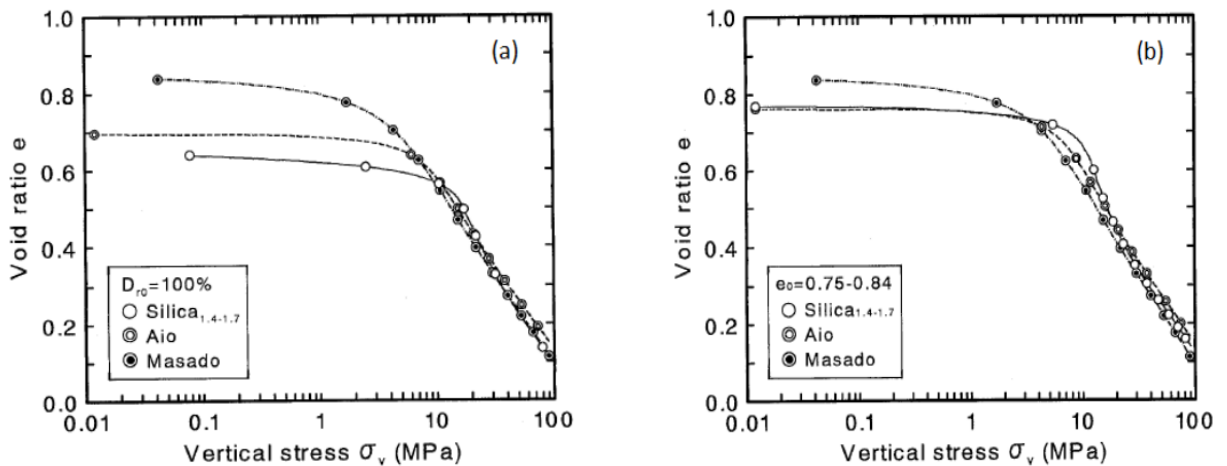 1.0
0.8
0.6
0.4
0.2
0.0
Void ratio e
(a)
Dr0=100%
Silica1.4-1.7
Aio
Masado
0.01 0.1 1 10 100
Vertical stress σv (MPa)
1.0
0.8
0.6
0.4
0.2
0.0
Void ratio e
(b)
e0=0.75-0.84
Silica1.4-1.7
Aio
Masado
0.01 0.1 1 10 100
Vertical stress σv (MPa)